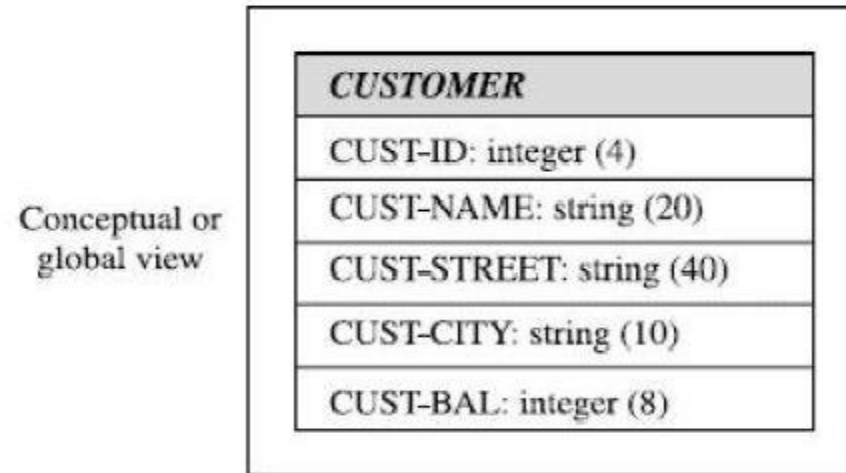 Conceptual or
global view
CUSTOMER
CUST-ID: integer (4)
CUST-NAME: string (20)
CUST-STREET: string (40)
CUST-CITY: string (10)
CUST-BAL: integer (8)